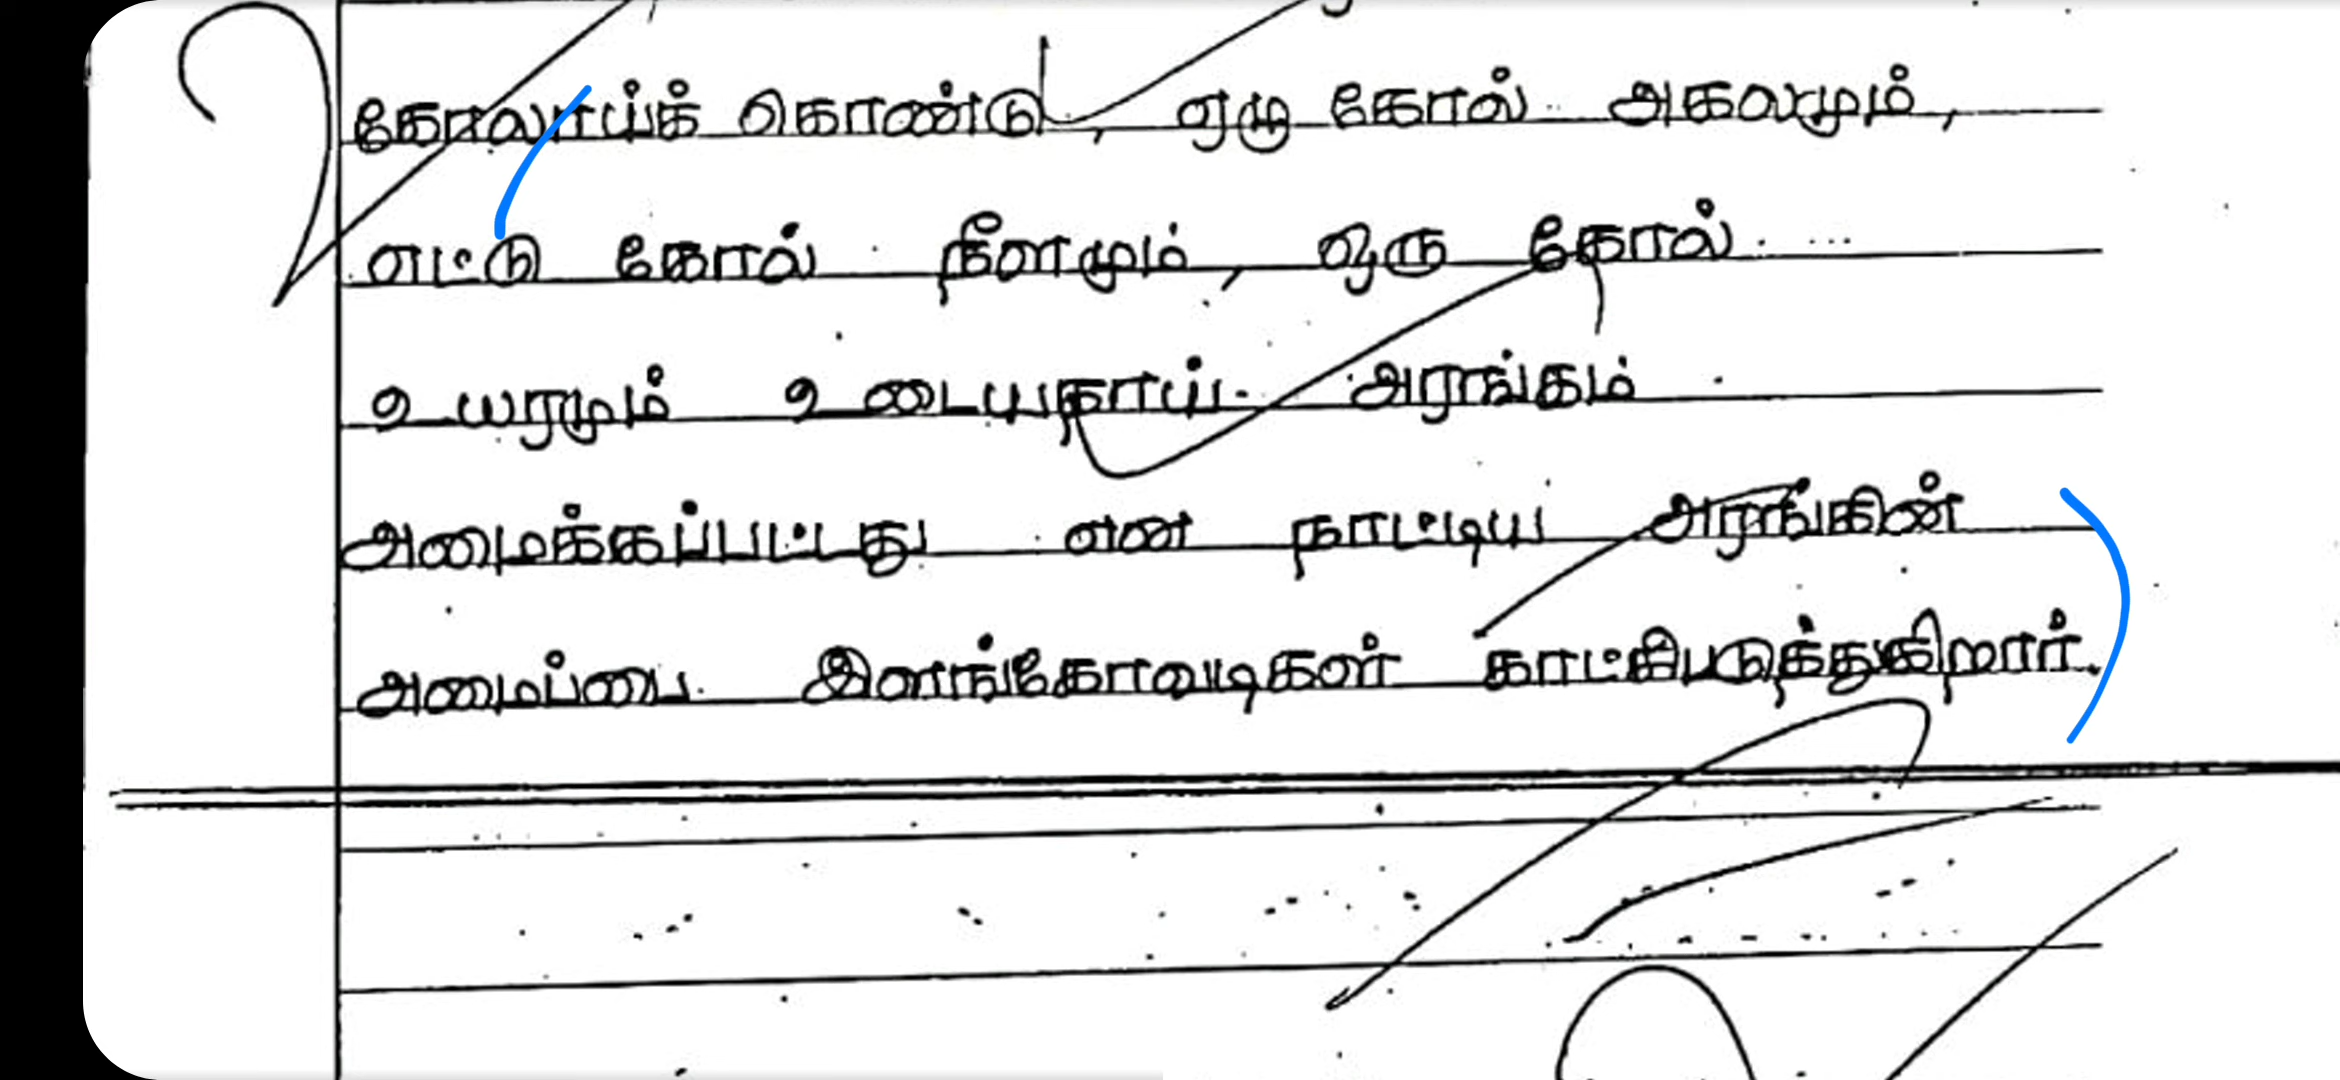 கோலாய்க் கொண்டு, ஏழு கோல் அகலமும்,
எட்டு கோல் நீளமும், ஒரு கோல்
உயரமும் உடையதாய் அரங்கம்
அமைக்கப்பட்டது என நாட்டிய அரங்கின்
அமைப்பை இளங்கோவடிகள் காட்சிபடுத்துகிறார்.